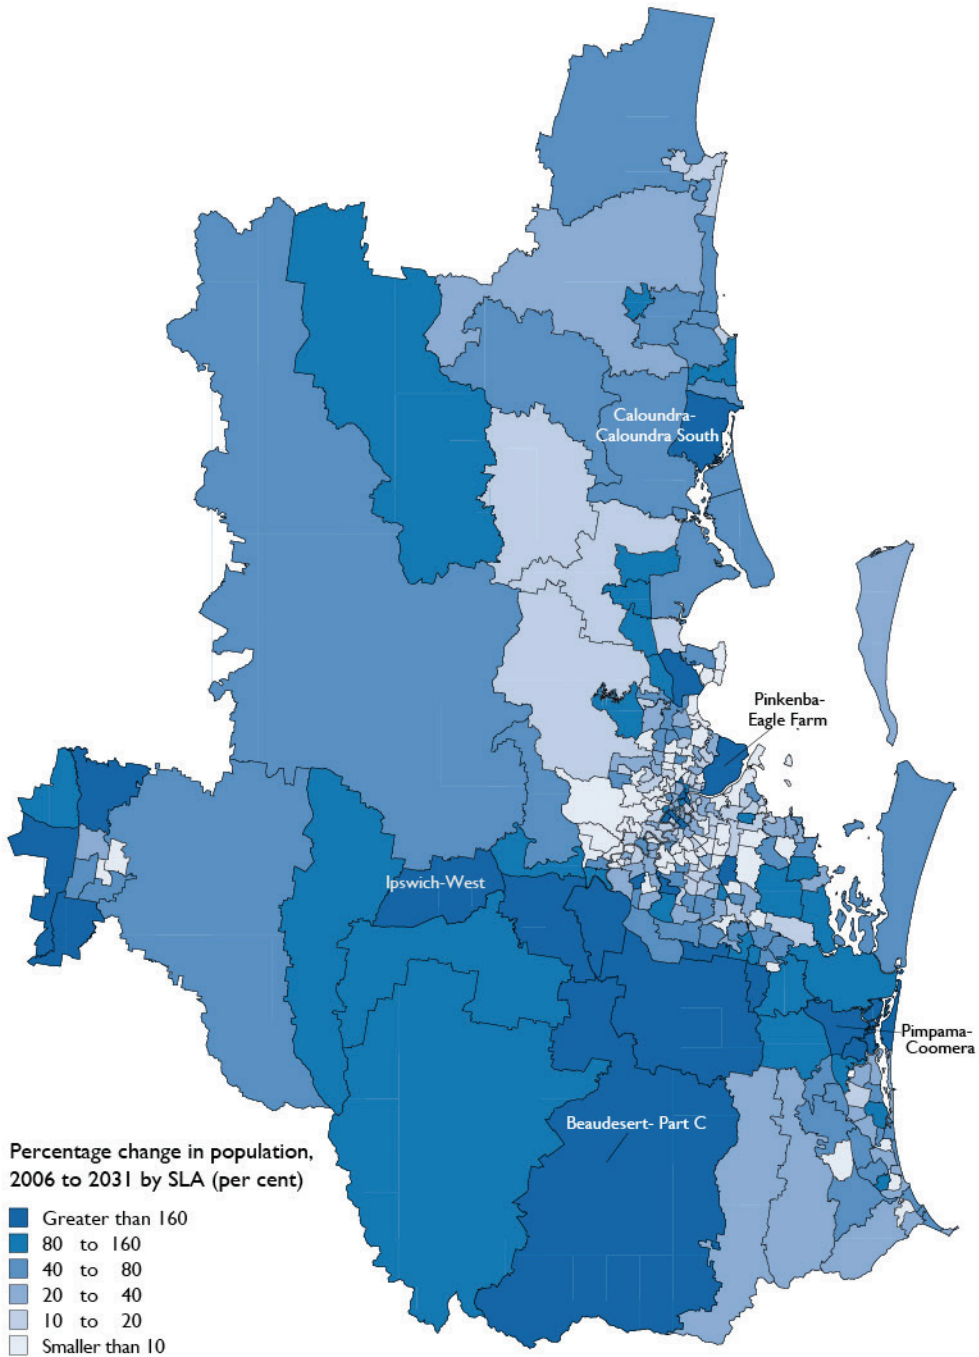 Caloundra-
Caloundra South
Pinkenba-
Eagle Farm
Ipswich-West
Pimpama-
Coomera
Beaudesert- Part C
Percentage change in population,
2006 to 2031 by SLA (per cent)
Greater than 160
80 to 160
40 to 80
20 to 40
10 to 20
Smaller than 10